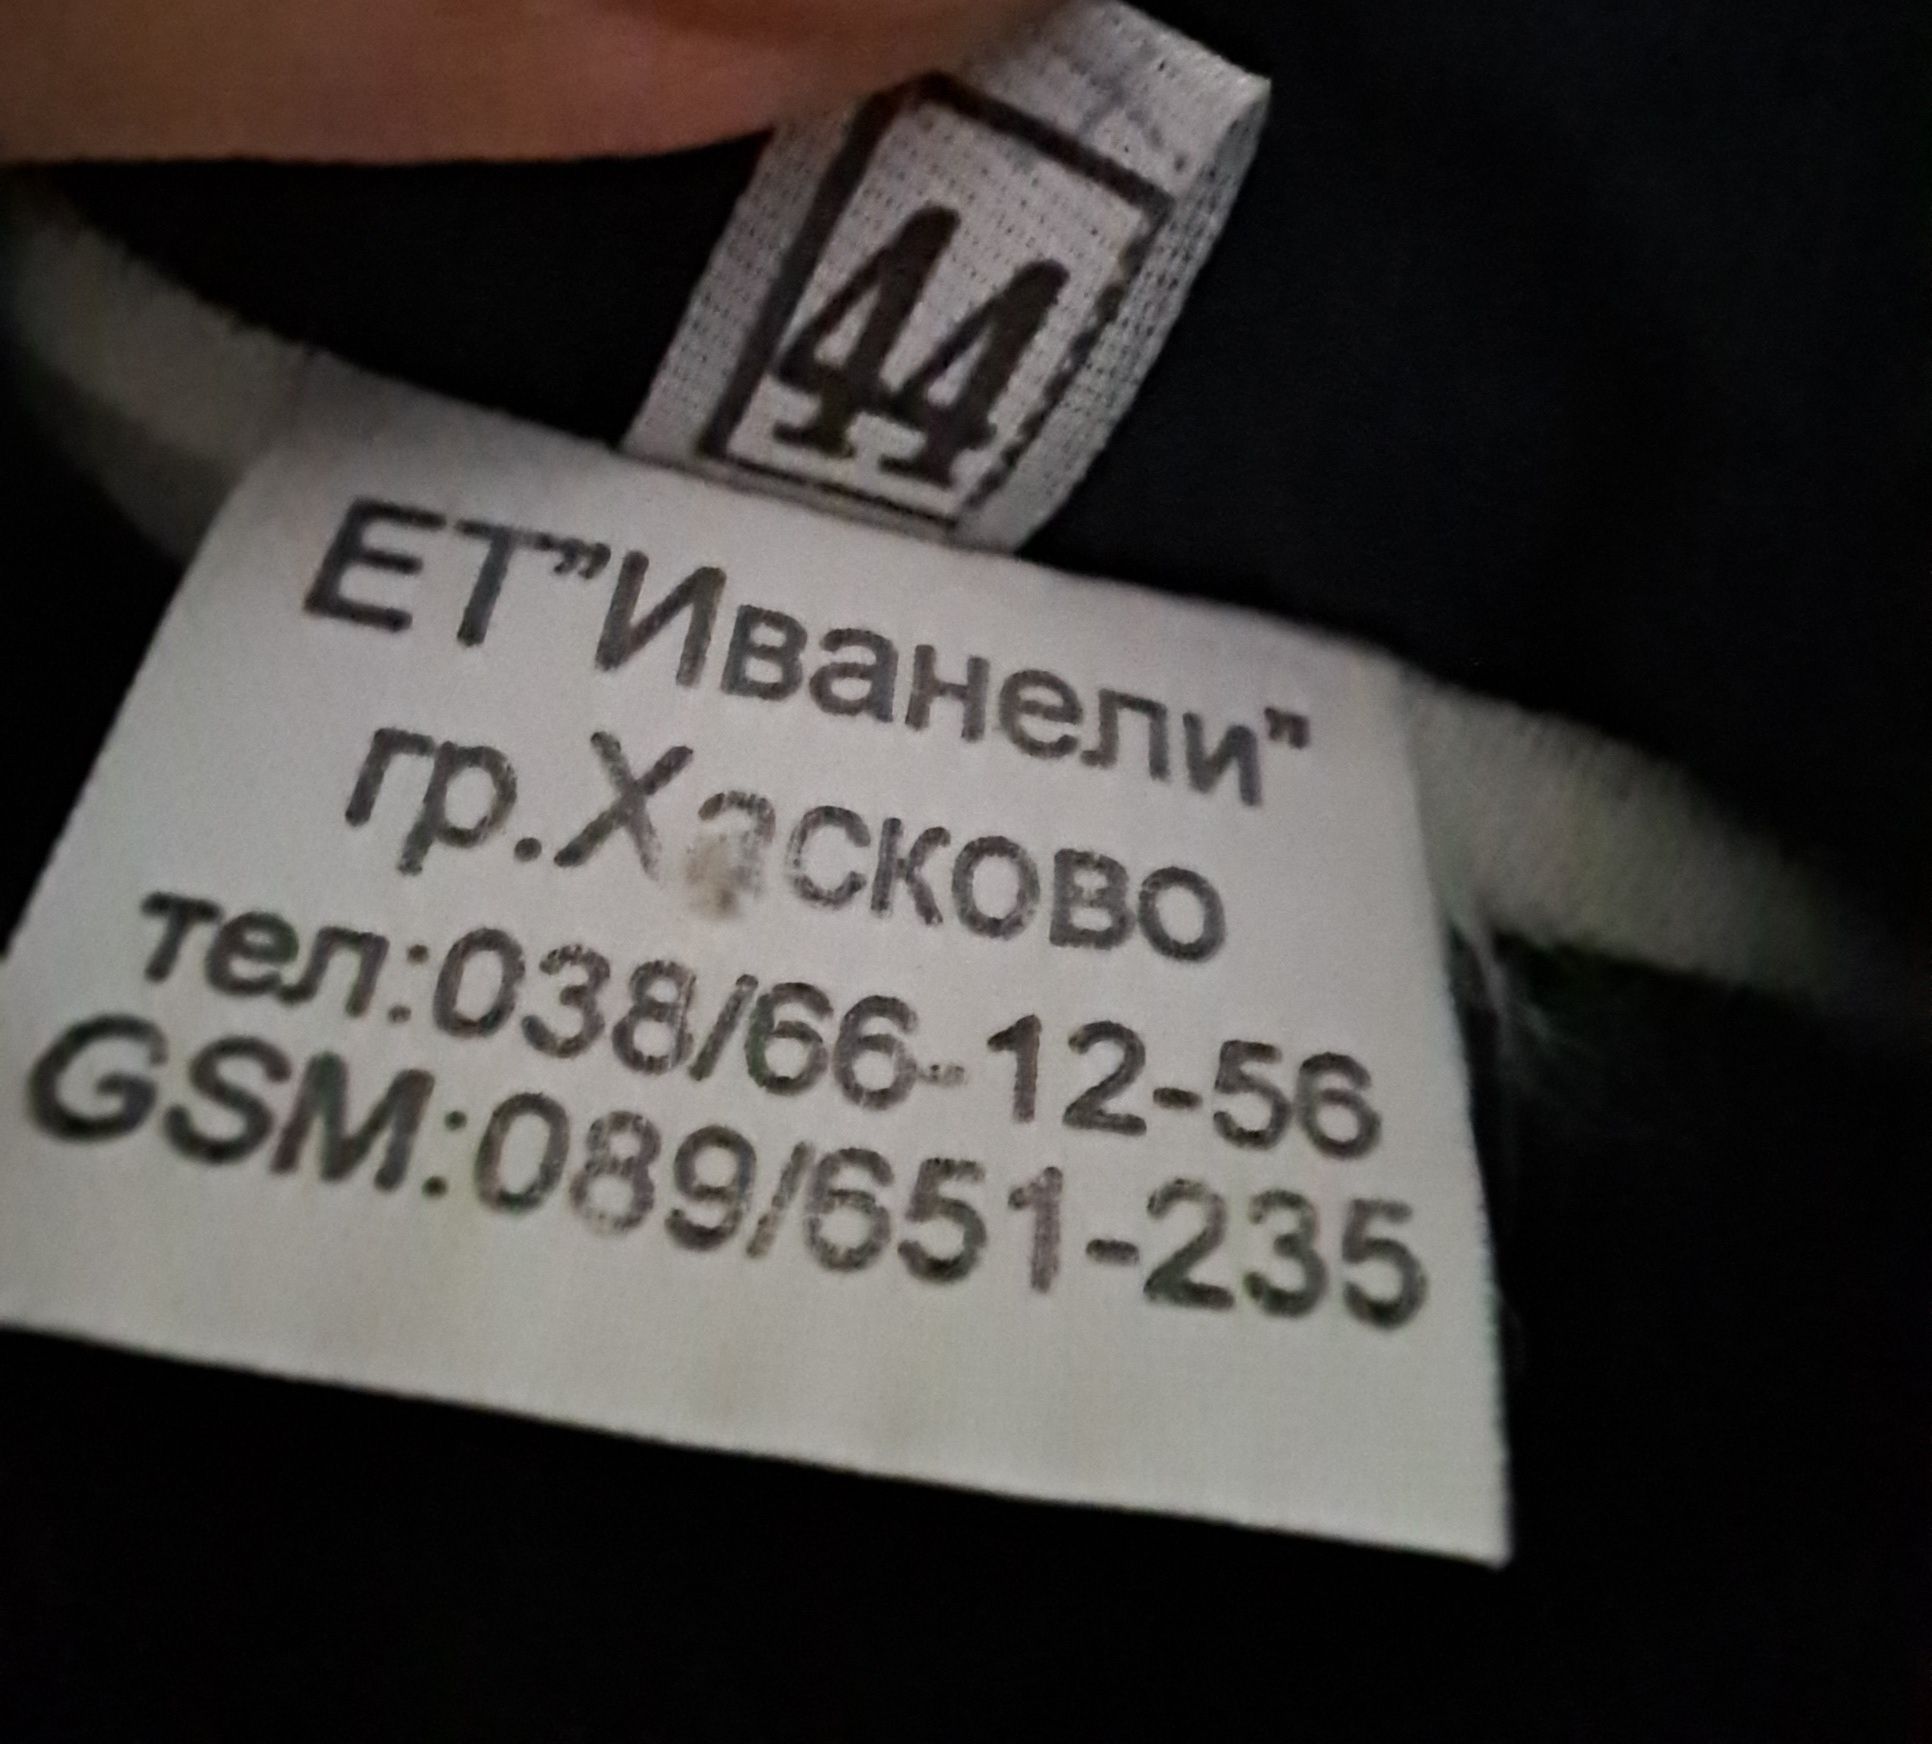 44
ЕТ"Иванели"
гр.Хасково
тел:038/66-12-56
GSM:089/651-235